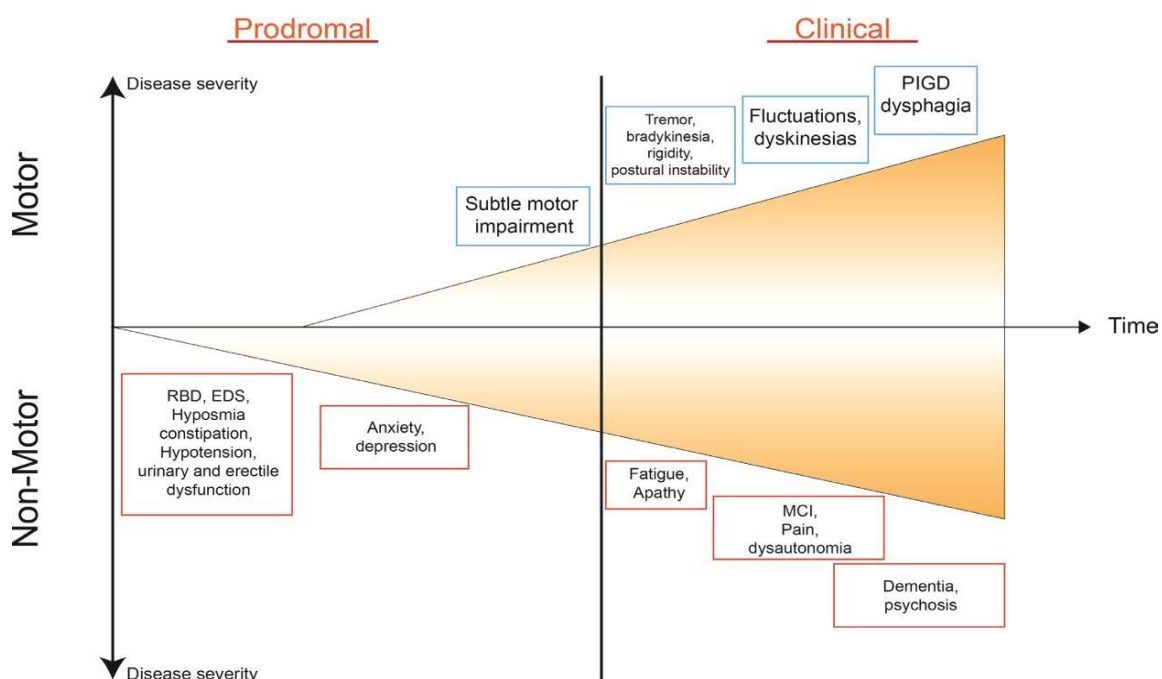 Prodromal
Clinical
Disease severity
Motor
PIGD
dysphagia
Fluctuations,
dyskinesias
Tremor,
bradykinesia,
rigidity,
postural instability
Subtle motor
impairment
Time
Non-Motor
RBD, EDS,
Hyposmia
constipation,
Hypotension,
urinary and erectile
dysfunction
Anxiety,
depression
Fatigue,
Apathy
MCI,
Pain,
dysautonomia
Dementia,
psychosis
Disease severity